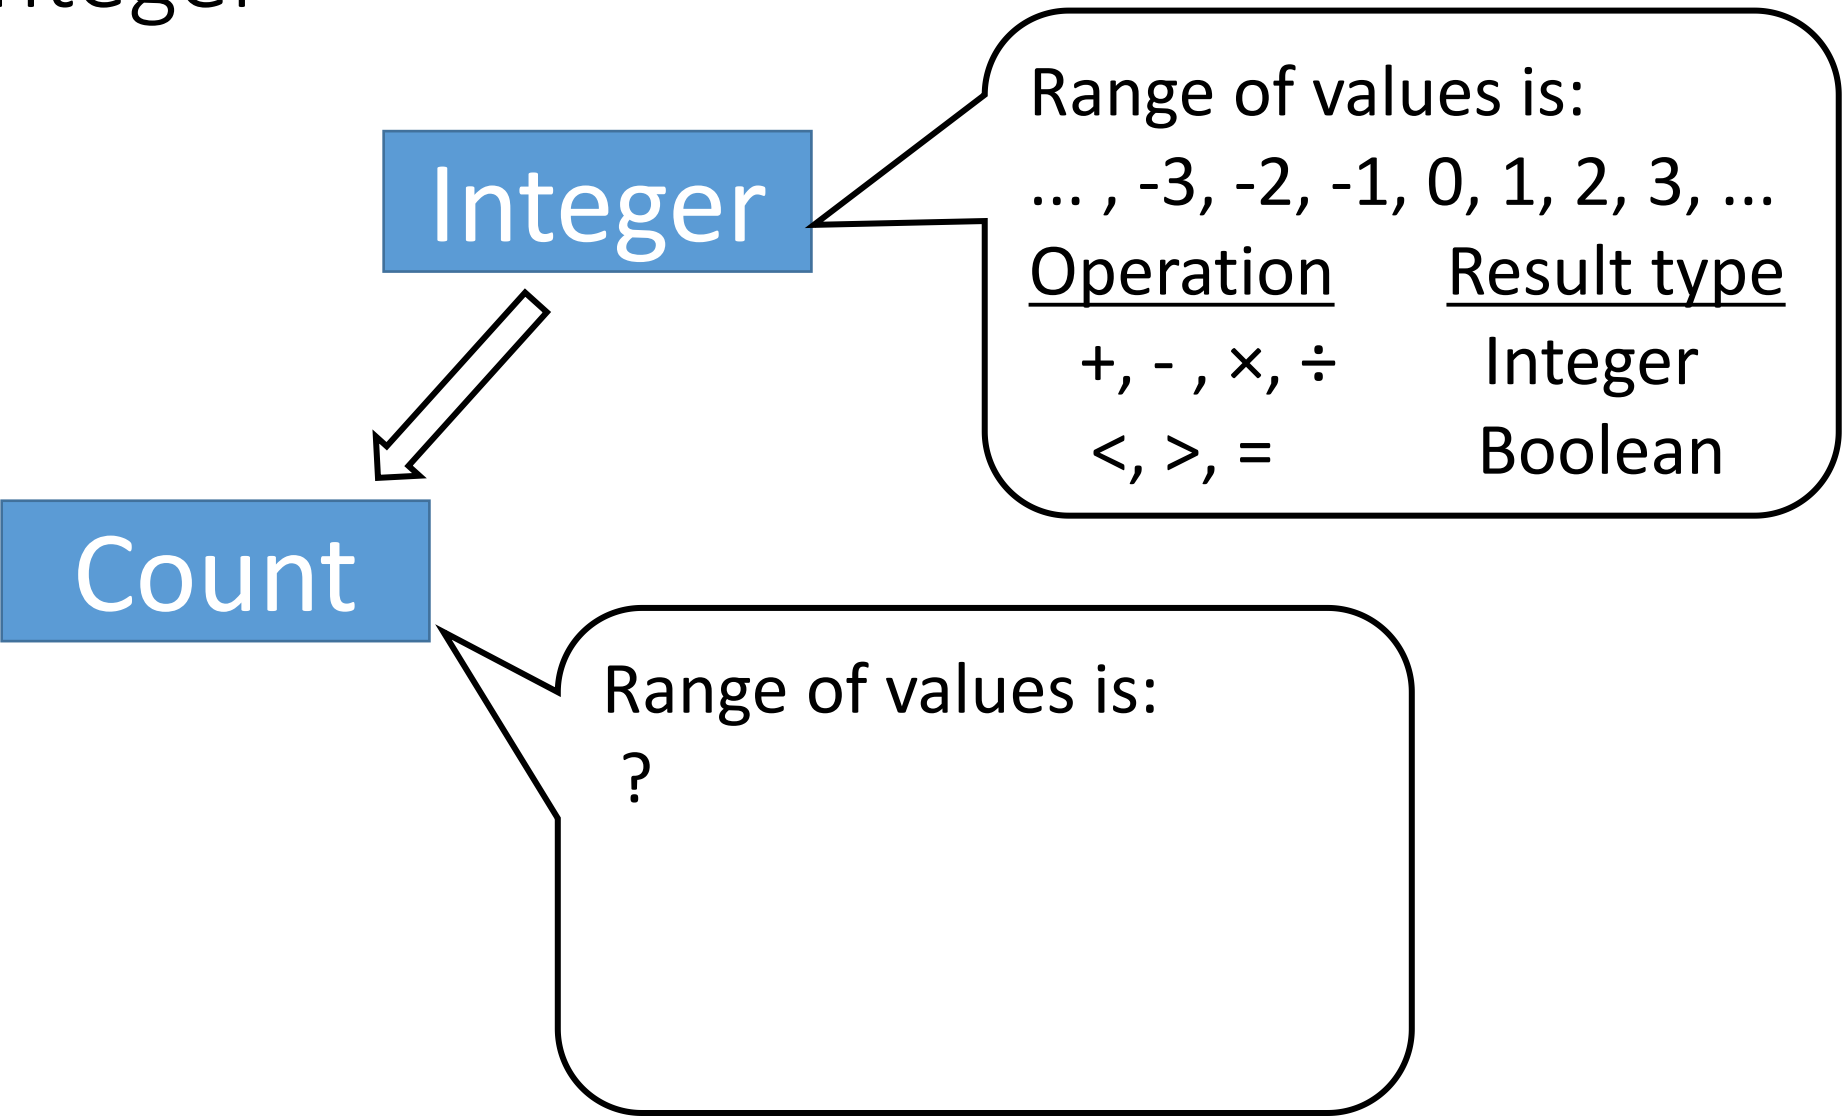 Integer
Range of values is:
... , -3, -2, -1, 0, 1, 2, 3, ...
Operation Result type
+, - , ×, ÷ Integer
<, >, = Boolean
Count
Range of values is:
?